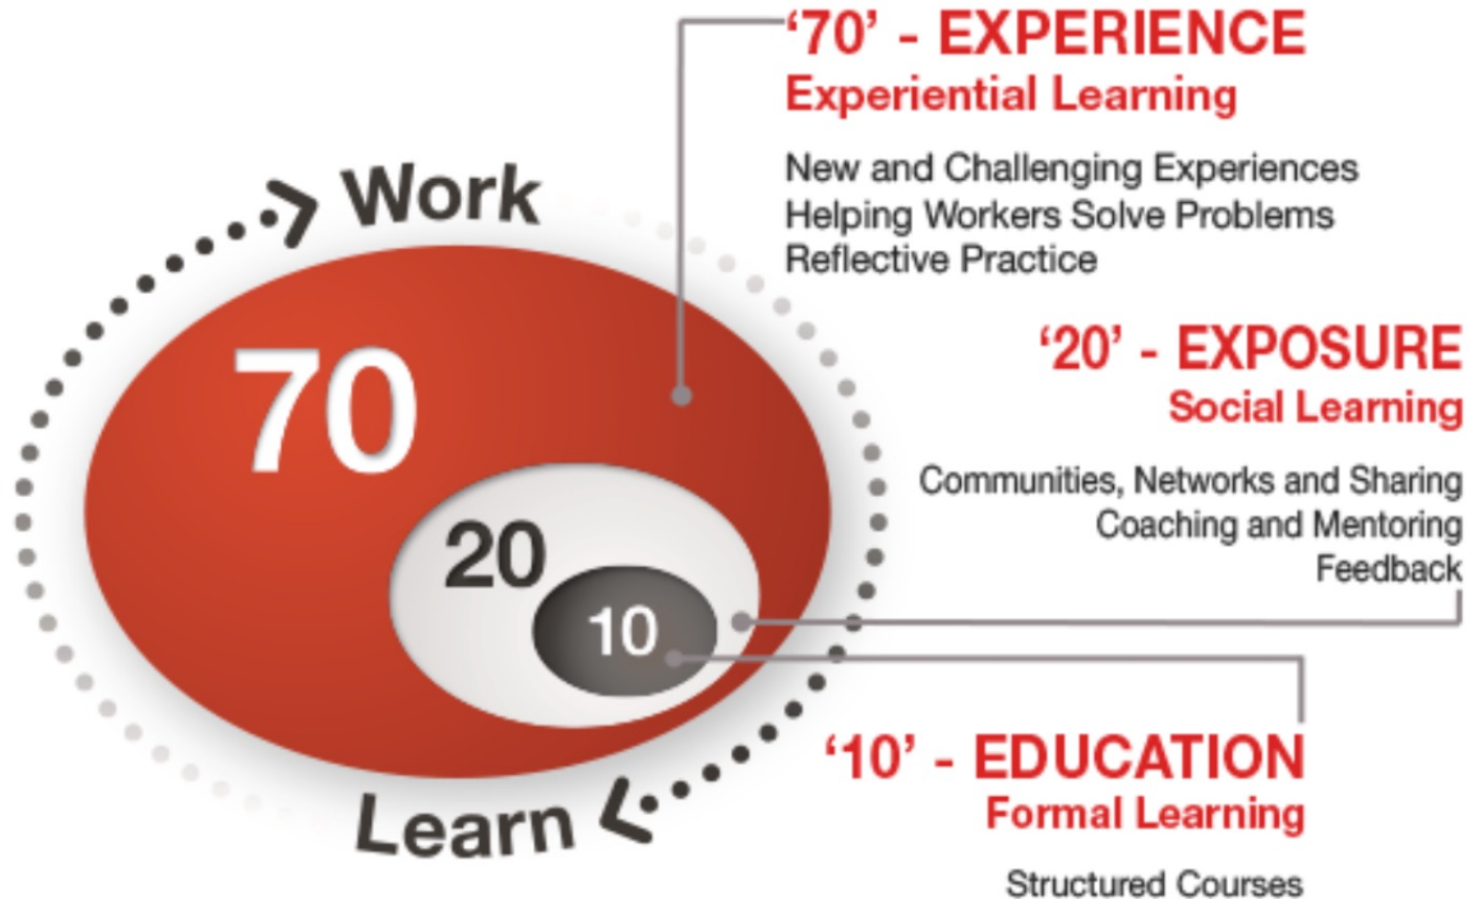 ‘70’ - EXPERIENCE
Experiential Learning
New and Challenging Experiences
Helping Workers Solve Problems
Reflective Practice
Work
70
20
10
Learn
‘20’ - EXPOSURE
Social Learning
Communities, Networks and Sharing
Coaching and Mentoring
Feedback
‘10’ - EDUCATION
Formal Learning
Structured Courses